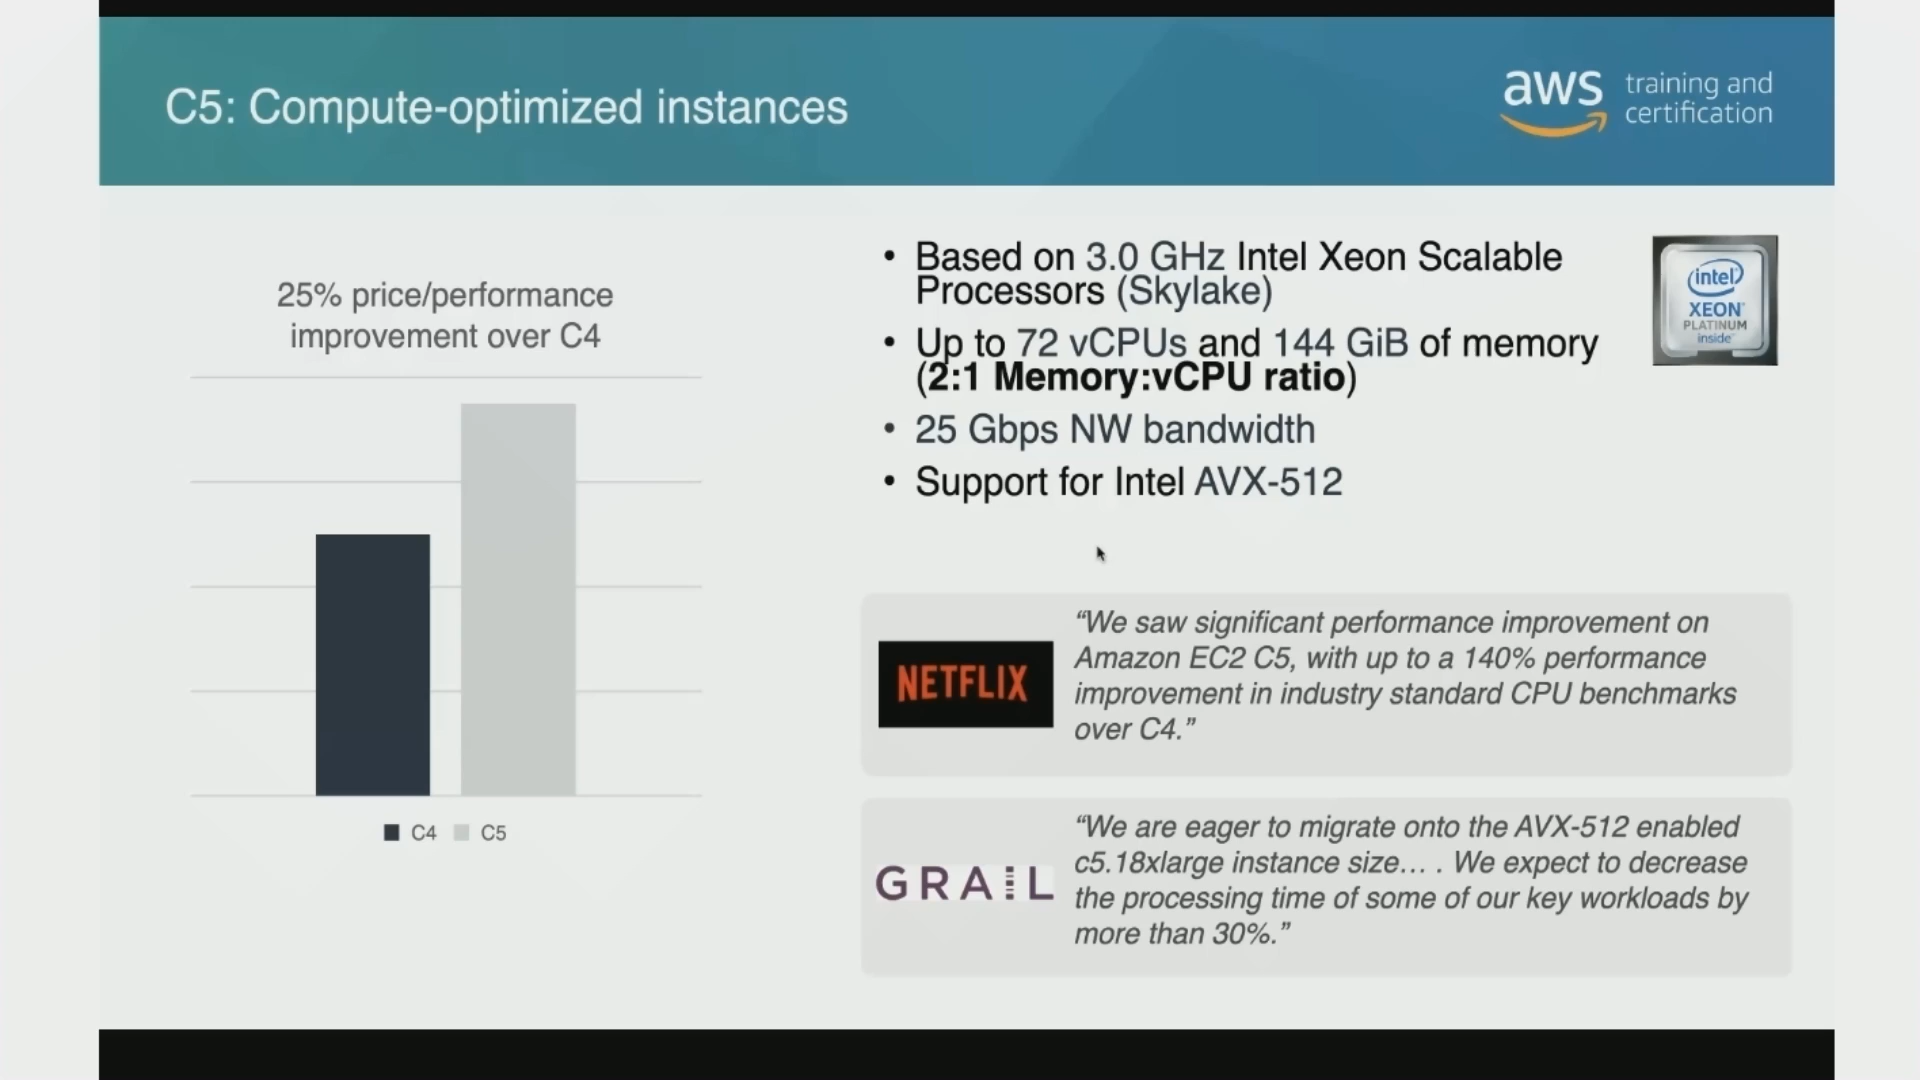 C5: Compute-optimized instances
aws training and
certification
25% price/performance
improvement over C4
C4 C5
• Based on 3.0 GHz Intel Xeon Scalable
Processors (Skylake)
• Up to 72 vCPUs and 144 GiB of memory
(2:1 Memory:vCPU ratio)
• 25 Gbps NW bandwidth
• Support for Intel AVX-512
intel
XEON
PLATINUM
inside
NETFLIX
“We saw significant performance improvement on
Amazon EC2 C5, with up to a 140% performance
improvement in industry standard CPU benchmarks
over C4.”
GRAIL
“We are eager to migrate onto the AVX-512 enabled
c5.18xlarge instance size… . We expect to decrease
the processing time of some of our key workloads by
more than 30%.”